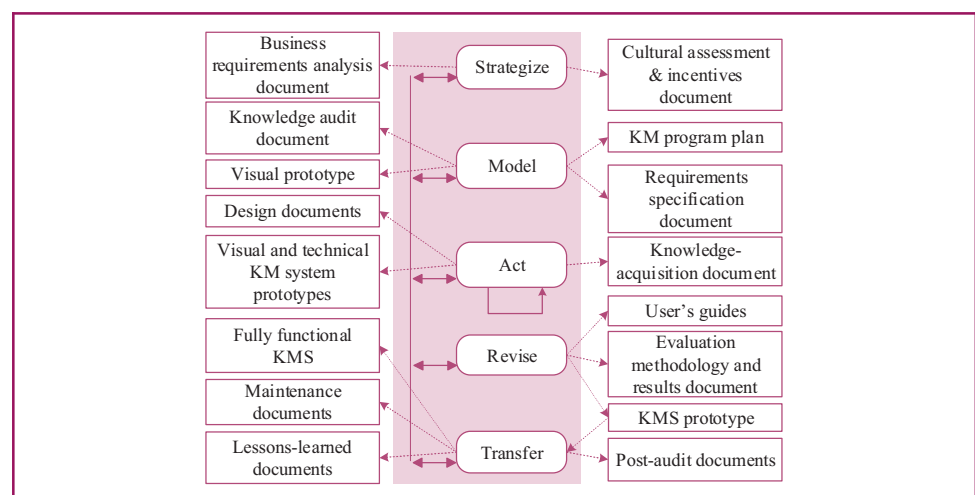 Business
requirements analysis
document
Strategize
Cultural assessment
& incentives
document
Knowledge audit
document
Visual prototype
Model
KM program plan
Requirements
specification
document
Design documents
Visual and technical
KM system
prototypes
Act
Knowledge-
acquisition document
Fully functional
KMS
Revise
User's guides
Evaluation
methodology and
results document
KMS prototype
Maintenance
documents
Lessons-learned
documents
Transfer
Post-audit documents